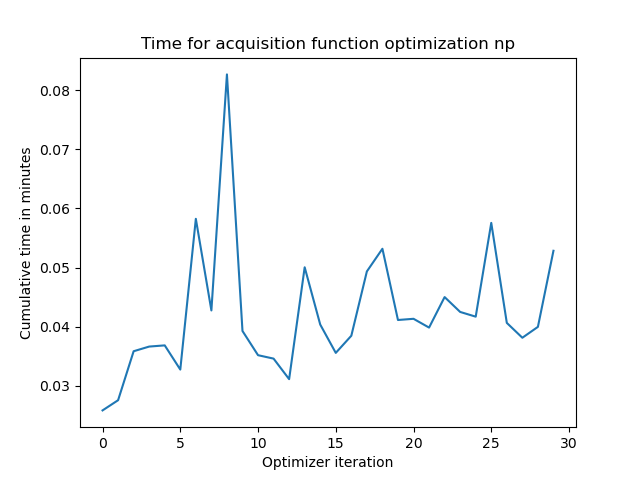 Time for acquisition function optimization np
0.08
0.07
0.06
0.05
0.04
0.03
Cumulative time in minutes
0 5 10 15 20 25 30
Optimizer iteration